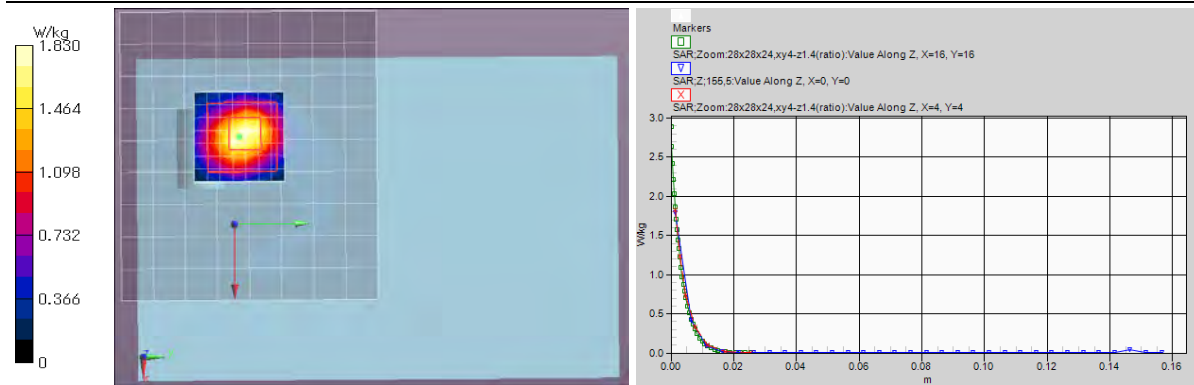 W/kg
1.830
1.464
1.098
0.732
0.366
0
Markers
SAR;Zoom:28x28x24,xy4-z1.4(ratio):Value Along Z, X=16, Y=16
SAR;Z;155,5:Value Along Z, X=0, Y=0
SAR;Zoom:28x28x24,xy4-z1.4(ratio):Value Along Z, X=4, Y=4
3.0
2.5
2.0
1.5
1.0
0.5
0.0
W/kg
0.00 0.02 0.04 0.06 0.08 0.10 0.12 0.14 0.16
m